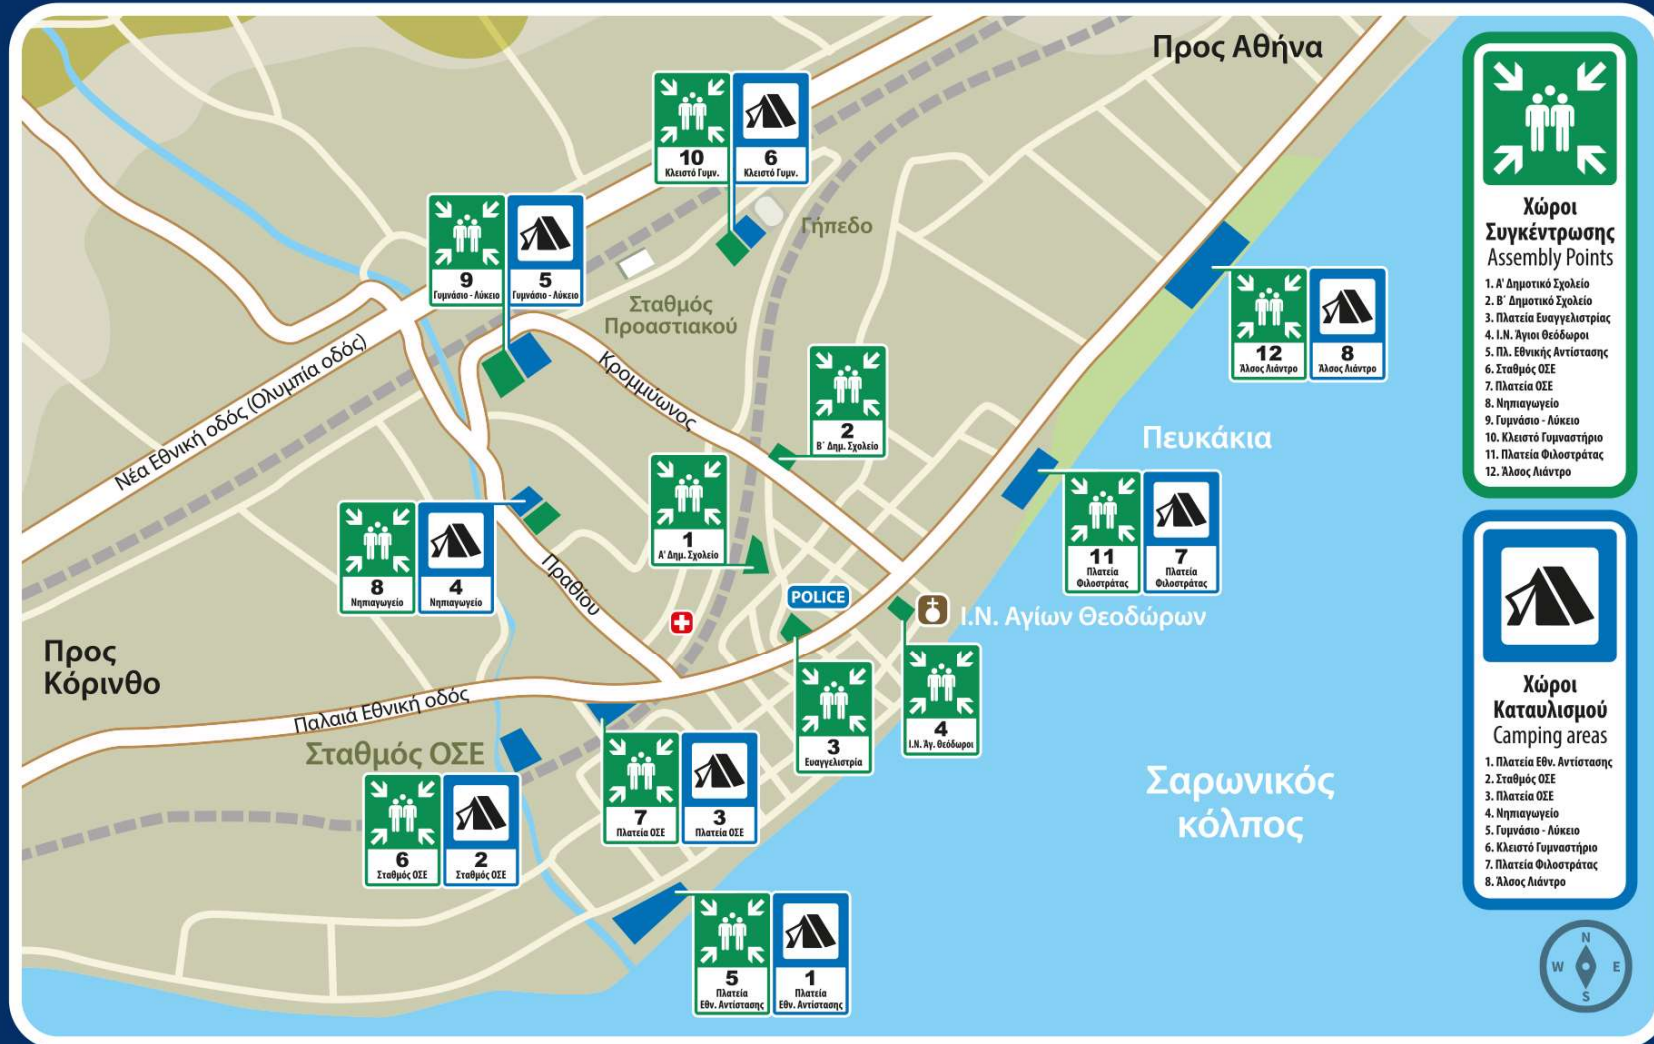 Προς Αθήνα
10
Κλειστό Γυμν.
6
Κλειστό Γυμν.
Γήπεδο
9
Γυμνάσιο - Λύκειο
5
Γυμνάσιο - Λύκειο
Σταθμός
Προαστιακού
12
Άλσος Λιάντρο
8
Άλσος Λιάντρο
Νέα Εθνική οδός (Ολυμπία οδός)
Κρομμύωνος
2
Β΄ Δημ. Σχολείο
Πευκάκια
1
Α' Δημ. Σχολείο
11
Πλατεία
Φιλοστράτας
7
Πλατεία
Φιλοστράτας
8
Νηπιαγωγείο
4
Νηπιαγωγείο
Πραθίου
POLICE
Ι.Ν. Αγίων Θεοδώρων
Προς
Κόρινθο
Παλαιά Εθνική οδός
3
Ευαγγελιστρία
4
Ι.Ν. Άγ. Θεόδωροι
Σταθμός ΟΣΕ
6
Σταθμός ΟΣΕ
2
Σταθμός ΟΣΕ
7
Πλατεία ΟΣΕ
3
Πλατεία ΟΣΕ
Σαρωνικός
κόλπος
5
Πλατεία
Εθν. Αντίστασης
1
Πλατεία
Εθν. Αντίστασης
Χώροι
Συγκέντρωσης
Assembly Points
1. Α' Δημοτικό Σχολείο
2. Β΄ Δημοτικό Σχολείο
3. Πλατεία Ευαγγελιστρίας
4. Ι.Ν. Άγιοι Θεόδωροι
5. Πλ. Εθνικής Αντίστασης
6. Σταθμός ΟΣΕ
7. Πλατεία ΟΣΕ
8. Νηπιαγωγείο
9. Γυμνάσιο - Λύκειο
10. Κλειστό Γυμναστήριο
11. Πλατεία Φιλοστράτας
12. Άλσος Λιάντρο
Χώροι
Καταυλισμού
Camping areas
1. Πλατεία Εθν. Αντίστασης
2. Σταθμός ΟΣΕ
3. Πλατεία ΟΣΕ
4. Νηπιαγωγείο
5. Γυμνάσιο - Λύκειο
6. Κλειστό Γυμναστήριο
7. Πλατεία Φιλοστράτας
8. Άλσος Λιάντρο
N
W E
S